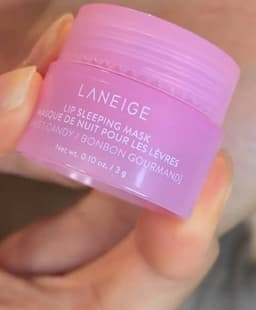 LANEIGE
LIP SLEEPING MASK
MASQUE DE NUIT POUR LES LÈVRES
CANDY / BONBON GOURMAND]
Net wt. 0.10 oz. / 3 g